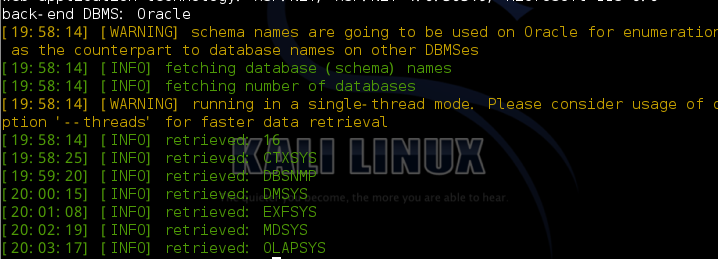 back-end DBMS: Oracle
[19:58:14] [WARNING] schema names are going to be used on Oracle for enumeration
as the counterpart to database names on other DBMSes
[19:58:14] [INFO] fetching database (schema) names
[19:58:14] [INFO] fetching number of databases
[19:58:14] [WARNING] running in a single-thread mode. Please consider usage of o
ption '--threads' for faster data retrieval
[19:58:14] [INFO] retrieved: 16
[19:58:25] [INFO] retrieved: CTXSYS
[19:59:20] [INFO] retrieved: DBSNMP
[20:00:15] [INFO] retrieved: DMSYS
[20:01:08] [INFO] retrieved: EXFSYS
[20:02:19] [INFO] retrieved: MDSYS
[20:03:17] [INFO] retrieved: OLAPSYS
KALI LINUX
become, the more you are able to hear.